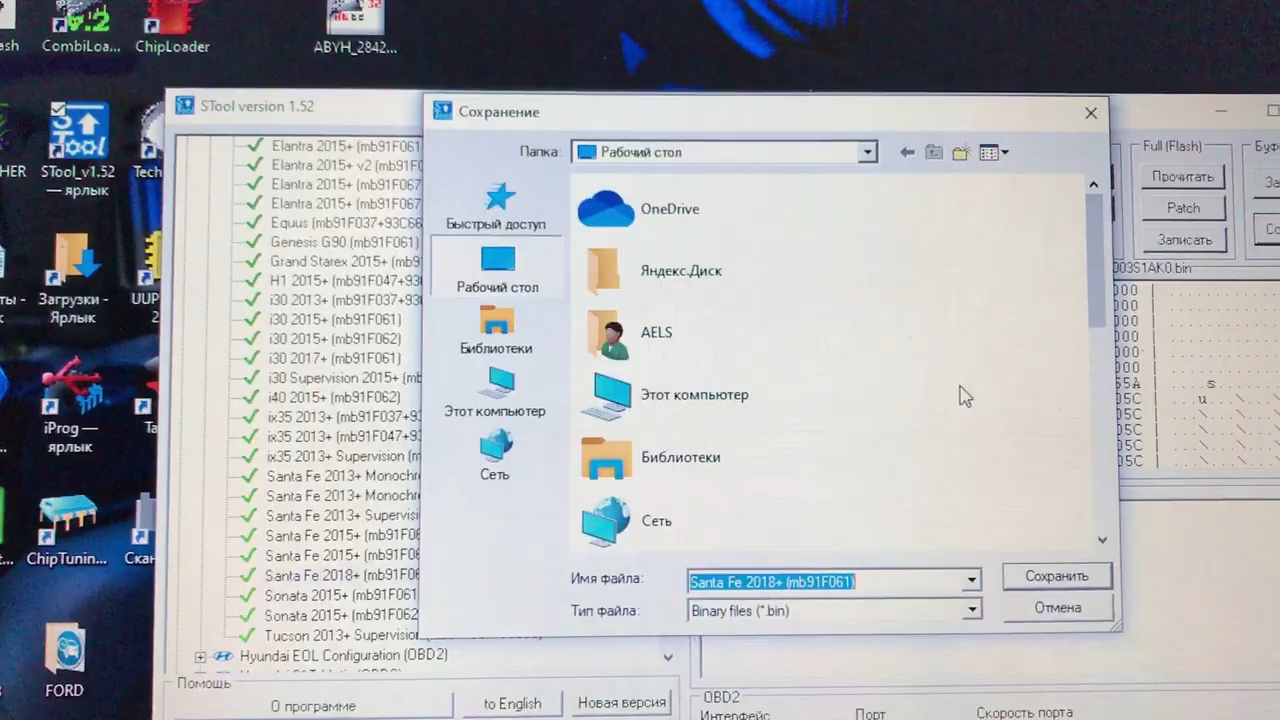 CombiLoa...
ChipLoader
ABYH_2842...
STool_v1.52
— ярлык
Загрузки -
Ярлык
iProg —
ярлык
ChipTunin...
FORD
STool version 1.52
Elantra 2015+ (mb91F061
Elantra 2015+ v2 (mb91F
Elantra 2015+ (mb91F067
Elantra 2015+ (mb91F067
Equus (mb91F037+93C66
Genesis G90 (mb91F061)
Grand Starex 2015+ (mb91F
H1 2015+ (mb91F047+93
i30 2013+ (mb91F037+93
i30 2015+ (mb91F061)
i30 2015+ (mb91F062)
i30 2017+ (mb91F061)
i30 Supervision 2015+ (mb
i40 2015+ (mb91F062)
ix35 2013+ (mb91F037+9
ix35 2013+ (mb91F047+9
ix35 2013+ Supervision (m
Santa Fe 2013+ Monochr
Santa Fe 2013+ Monochr
Santa Fe 2013+ Supervisi
Santa Fe 2015+ (mb91F0
Santa Fe 2015+ (mb91F0
Santa Fe 2018+ (mb91F0
Sonata 2015+ (mb91F061
Sonata 2015+ (mb91F062
Tucson 2013+ Supervision
Hyundai EOL Configuration (OBD2)
Помощь
О программе
to English
Новая версия
Сохранение
Папка:
Рабочий стол
Быстрый доступ
Рабочий стол
Библиотеки
Этот компьютер
Сеть
OneDrive
Яндекс.Диск
AELS
Этот компьютер
Библиотеки
Сеть
Имя файла:
Santa Fe 2018+ (mb91F061)
Сохранить
Тип файла:
Binary files (*.bin)
Отмена
Full (Flash)
Прочитать
Patch
Записать
003S1AK0.bin
OBD2
Интерфейс
Порт
Скорость порта